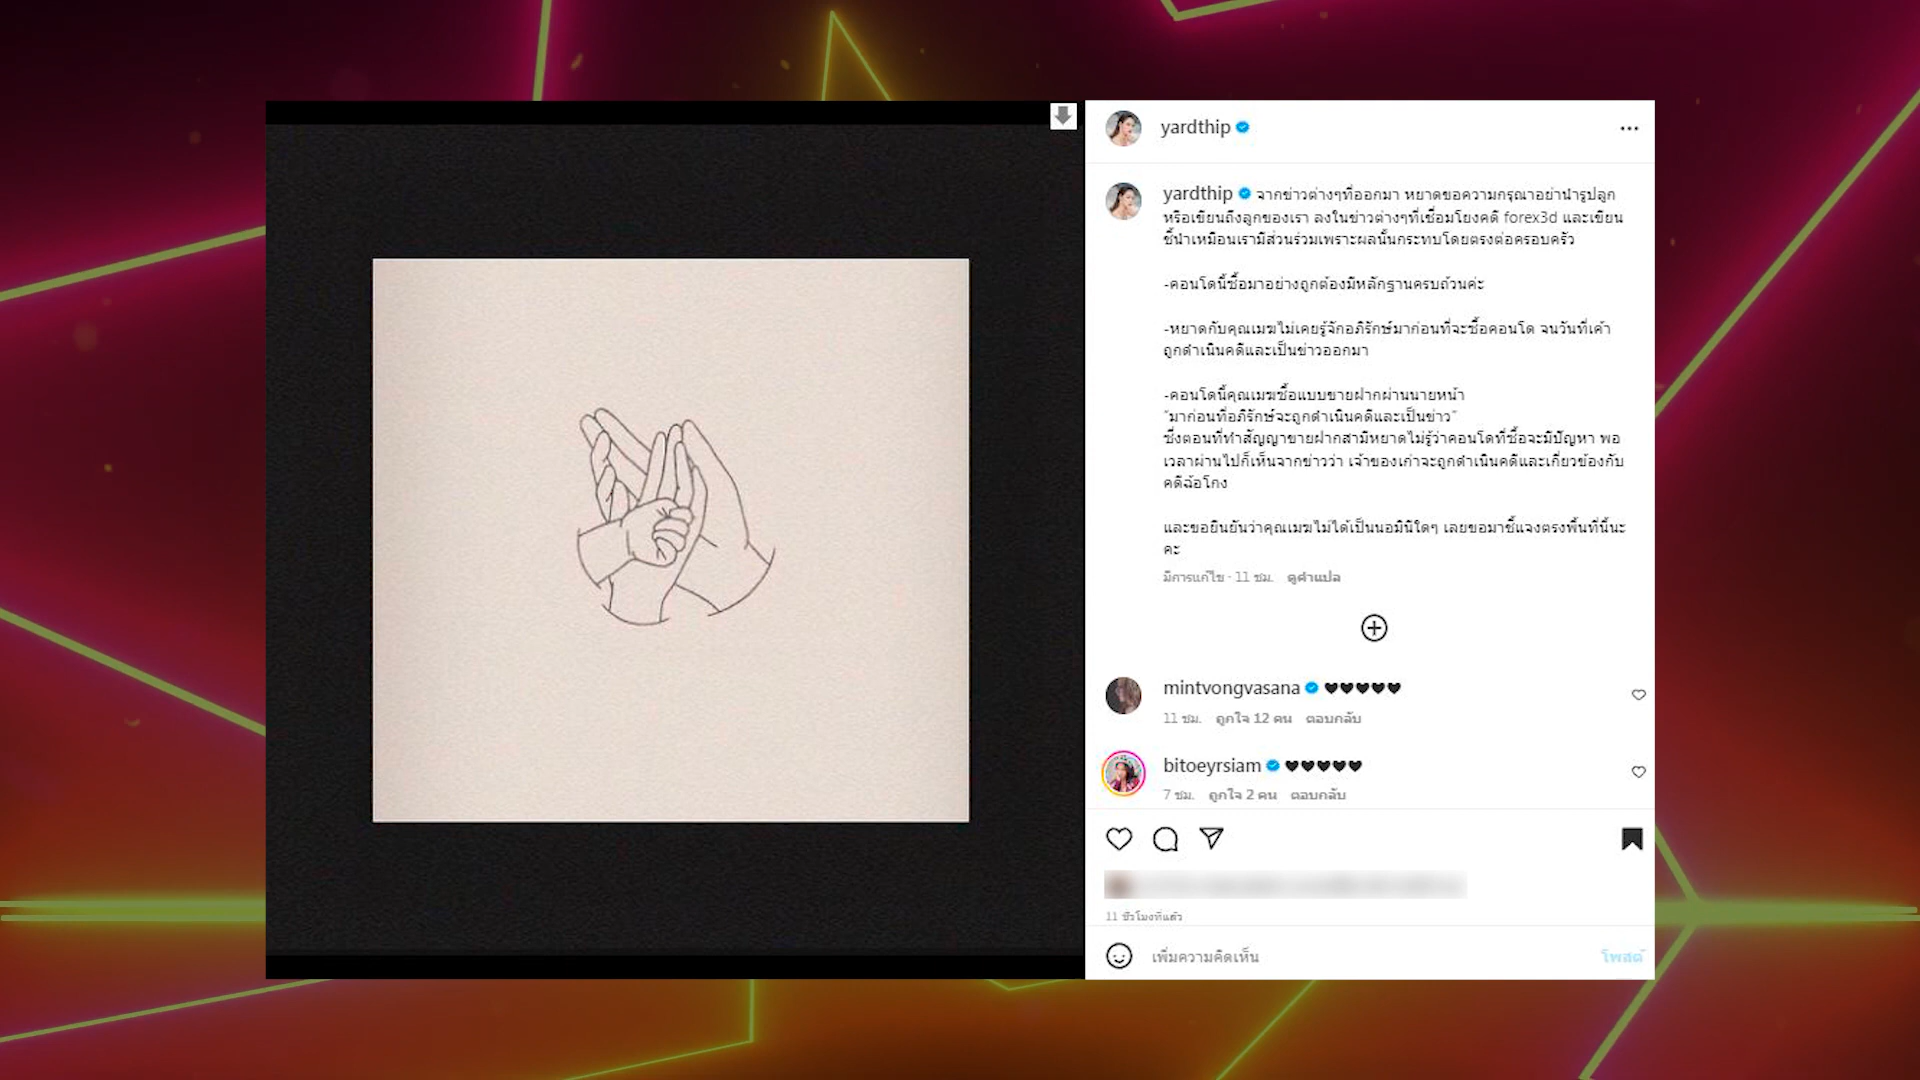 yardthip
yardthip จากข่าวต่างๆที่ออกมา หยาดขอความกรุณาอย่านำรูปลูก
หรือเขียนถึงลูกของเรา ลงในข่าวต่างๆที่เชื่อมโยงคดี forex3d และเขียน
ชี้นำเหมือนเรามีส่วนร่วมเพราะผลนั้นกระทบโดยตรงต่อครอบครัว
-คอนโดนี้ซื้อมาอย่างถูกต้องมีหลักฐานครบถ้วนค่ะ
-หยาดกับคุณเมฆไม่เคยรู้จักอภิรักษ์มาก่อนที่จะซื้อคอนโด จนวันที่เค้า
ถูกดำเนินคดีและเป็นข่าวออกมา
-คอนโดนี้คุณเมฆซื้อแบบขายฝากผ่านนายหน้า
"มาก่อนที่อภิรักษ์จะถูกดำเนินคดีและเป็นข่าว"
ซึ่งตอนที่ทำสัญญาขายฝากสามีหยาดไม่รู้ว่าคอนโดที่ซื้อจะมีปัญหา พอ
เวลาผ่านไปก็เห็นจากข่าวว่า เจ้าของเก่าจะถูกดำเนินคดีและเกี่ยวข้องกับ
คดีฉ้อโกง
และขอยืนยันว่าคุณเมฆไม่ได้เป็นนอมินีใดๆ เลยขอมาชี้แจงตรงพื้นที่นี้นะ
คะ
มีการแก้ไข · 11 ชม. ดูคำแปล
mintvongvasana 🖤🖤🖤🖤🖤
11 ชม. ถูกใจ 12 คน ตอบกลับ
bitoeyrsiam 🖤🖤🖤🖤🖤
7 ชม. ถูกใจ 2 คน ตอบกลับ
11 ชั่วโมงที่แล้ว
เพิ่มความคิดเห็น
โพสต์